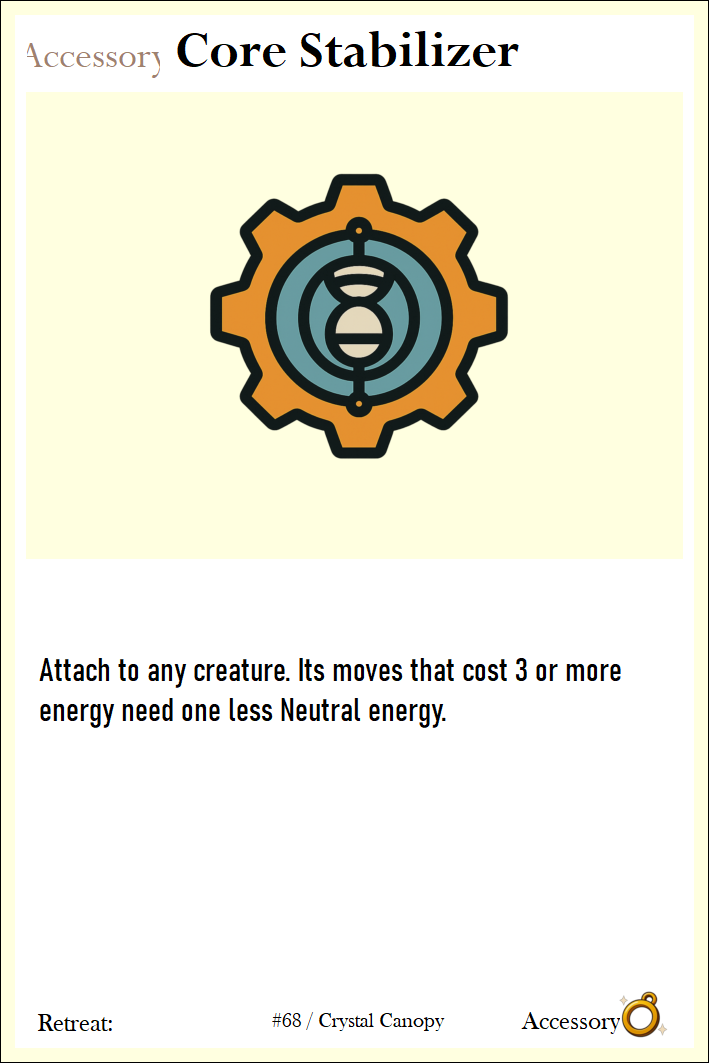 Accessory Core Stabilizer
Attach to any creature. Its moves that cost 3 or more
energy need one less Neutral energy.
Retreat: #68 / Crystal Canopy Accessory